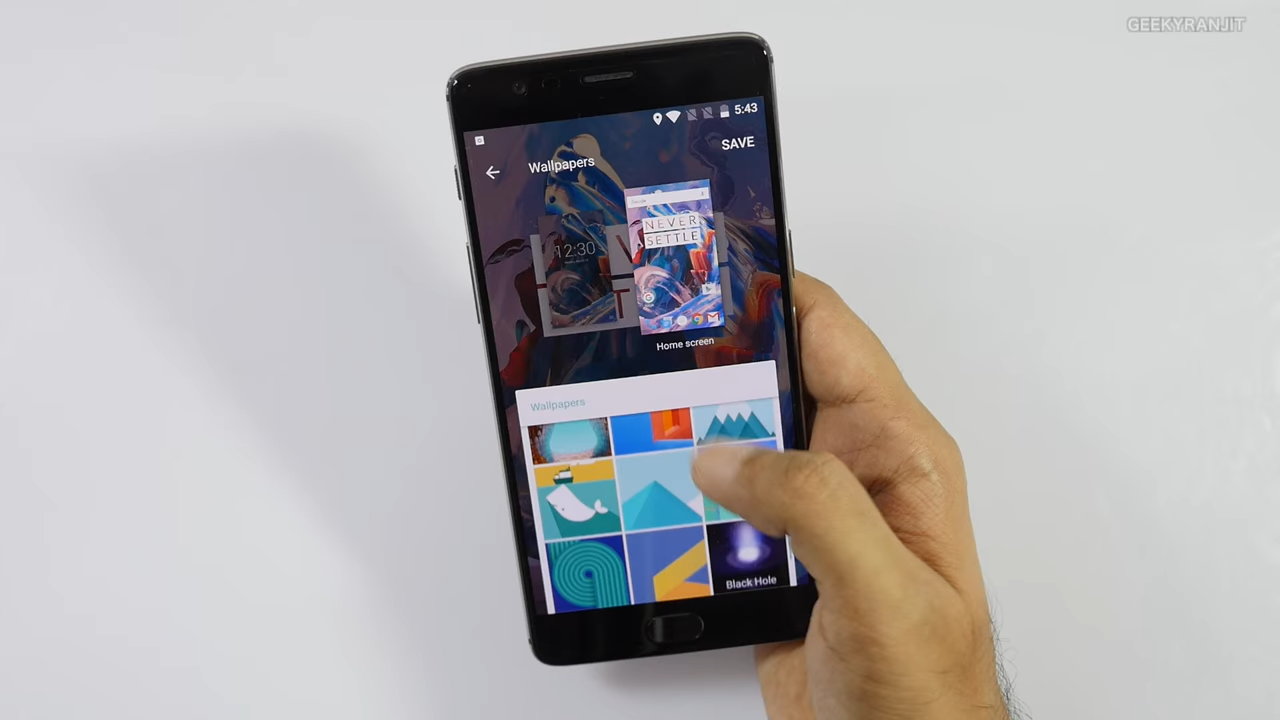 GEEKYRANJIT
5:43
Wallpapers
SAVE
12:30
NEVER
SETTLE
Home screen
Wallpapers
Black Hole